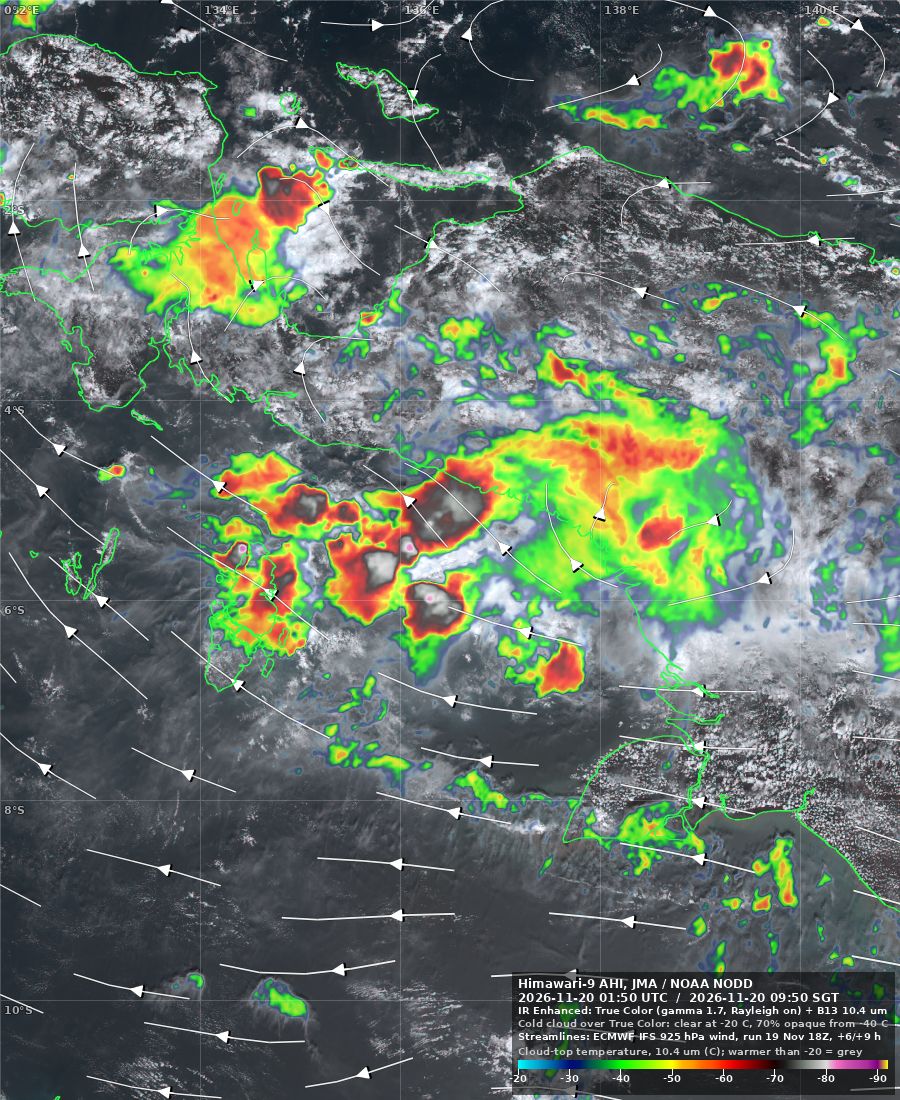 0°
132°E
134°E
136°E
138°E
140°E
2°S
4°S
6°S
8°S
10°S
Himawari-9 AHI, JMA / NOAA NODD
2026-11-20 01:50 UTC / 2026-11-20 09:50 SGT
IR Enhanced: True Color (gamma 1.7, Rayleigh on) + B13 10.4 um
Cold cloud over True Color: clear at -20 C, 70% opaque from -40 C
Streamlines: ECMWF IFS 925 hPa wind, run 19 Nov 18Z, +6/+9 h
Cloud-top temperature, 10.4 um (C); warmer than -20 = grey
-20 -30 -40 -50 -60 -70 -80 -90